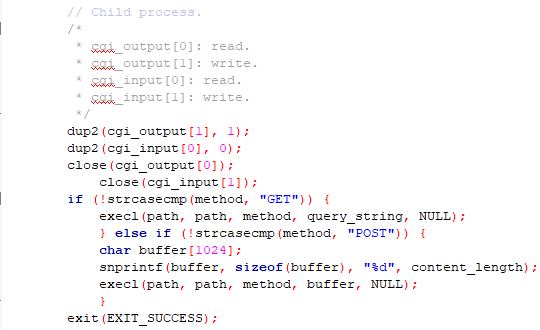 // Child process.
/*
 * cgi_output[0]: read.
 * cgi_output[1]: write.
 * cgi_input[0]: read.
 * cgi_input[1]: write.
 */
dup2(cgi_output[1], 1);
dup2(cgi_input[0], 0);
close(cgi_output[0]);
    close(cgi_input[1]);
if (!strcasecmp(method, "GET")) {
    execl(path, path, method, query_string, NULL);
    } else if (!strcasecmp(method, "POST")) {
    char buffer[1024];
    snprintf(buffer, sizeof(buffer), "%d", content_length);
    execl(path, path, method, buffer, NULL);
    }
exit(EXIT_SUCCESS);